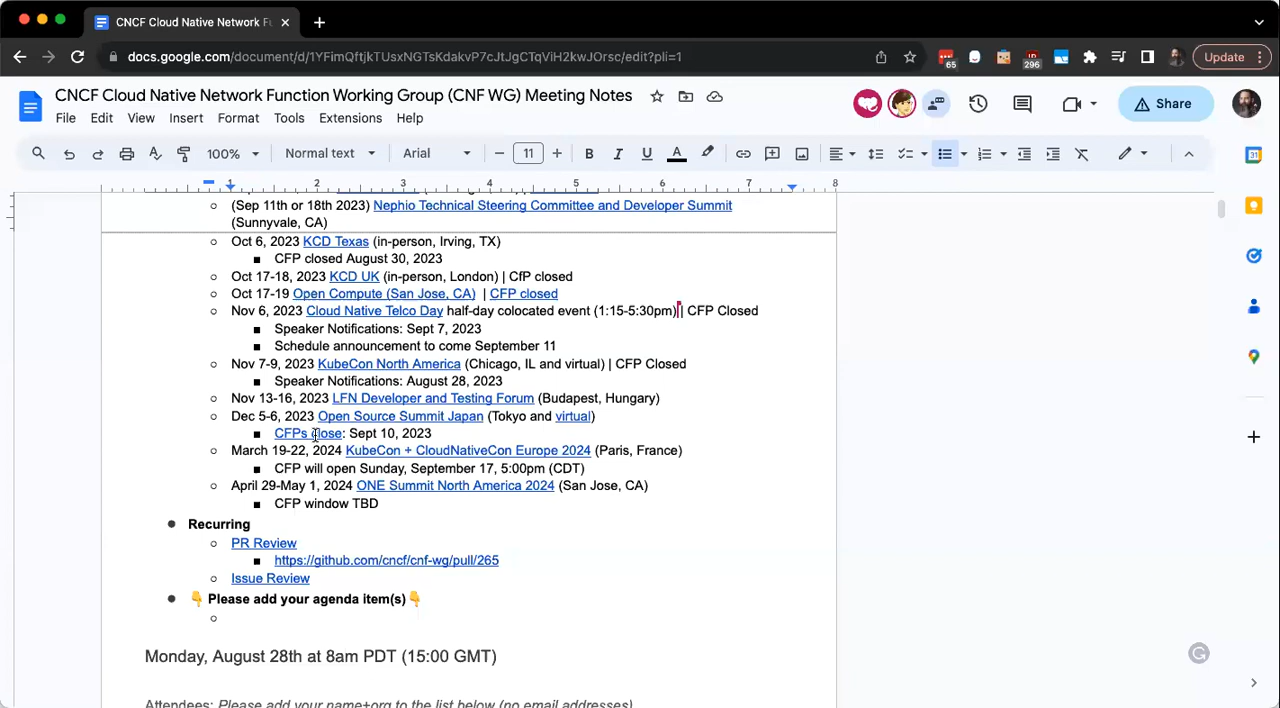 CNCF Cloud Native Network Fu
docs.google.com/document/d/1YFimQftjkTUsxNGTsKdakvP7cJtJgCTqViH2kwJOrsc/edit?pli=1
65
296
Update
CNCF Cloud Native Network Function Working Group (CNF WG) Meeting Notes
File Edit View Insert Format Tools Extensions Help
Share
100% Normal text Arial 11 B I U A
31
1 2 3 4 5 6 7 8
(Sep 11th or 18th 2023) Nephio Technical Steering Committee and Developer Summit
(Sunnyvale, CA)
Oct 6, 2023 KCD Texas (in-person, Irving, TX)
CFP closed August 30, 2023
Oct 17-18, 2023 KCD UK (in-person, London) | CfP closed
Oct 17-19 Open Compute (San Jose, CA) | CFP closed
Nov 6, 2023 Cloud Native Telco Day half-day colocated event (1:15-5:30pm) | CFP Closed
Speaker Notifications: Sept 7, 2023
Schedule announcement to come September 11
Nov 7-9, 2023 KubeCon North America (Chicago, IL and virtual) | CFP Closed
Speaker Notifications: August 28, 2023
Nov 13-16, 2023 LFN Developer and Testing Forum (Budapest, Hungary)
Dec 5-6, 2023 Open Source Summit Japan (Tokyo and virtual)
CFPs close: Sept 10, 2023
March 19-22, 2024 KubeCon + CloudNativeCon Europe 2024 (Paris, France)
CFP will open Sunday, September 17, 5:00pm (CDT)
April 29-May 1, 2024 ONE Summit North America 2024 (San Jose, CA)
CFP window TBD
Recurring
PR Review
https://github.com/cncf/cnf-wg/pull/265
Issue Review
👇 Please add your agenda item(s)👇
Monday, August 28th at 8am PDT (15:00 GMT)
Attendees: Please add your name+org to the list below (no email addresses)